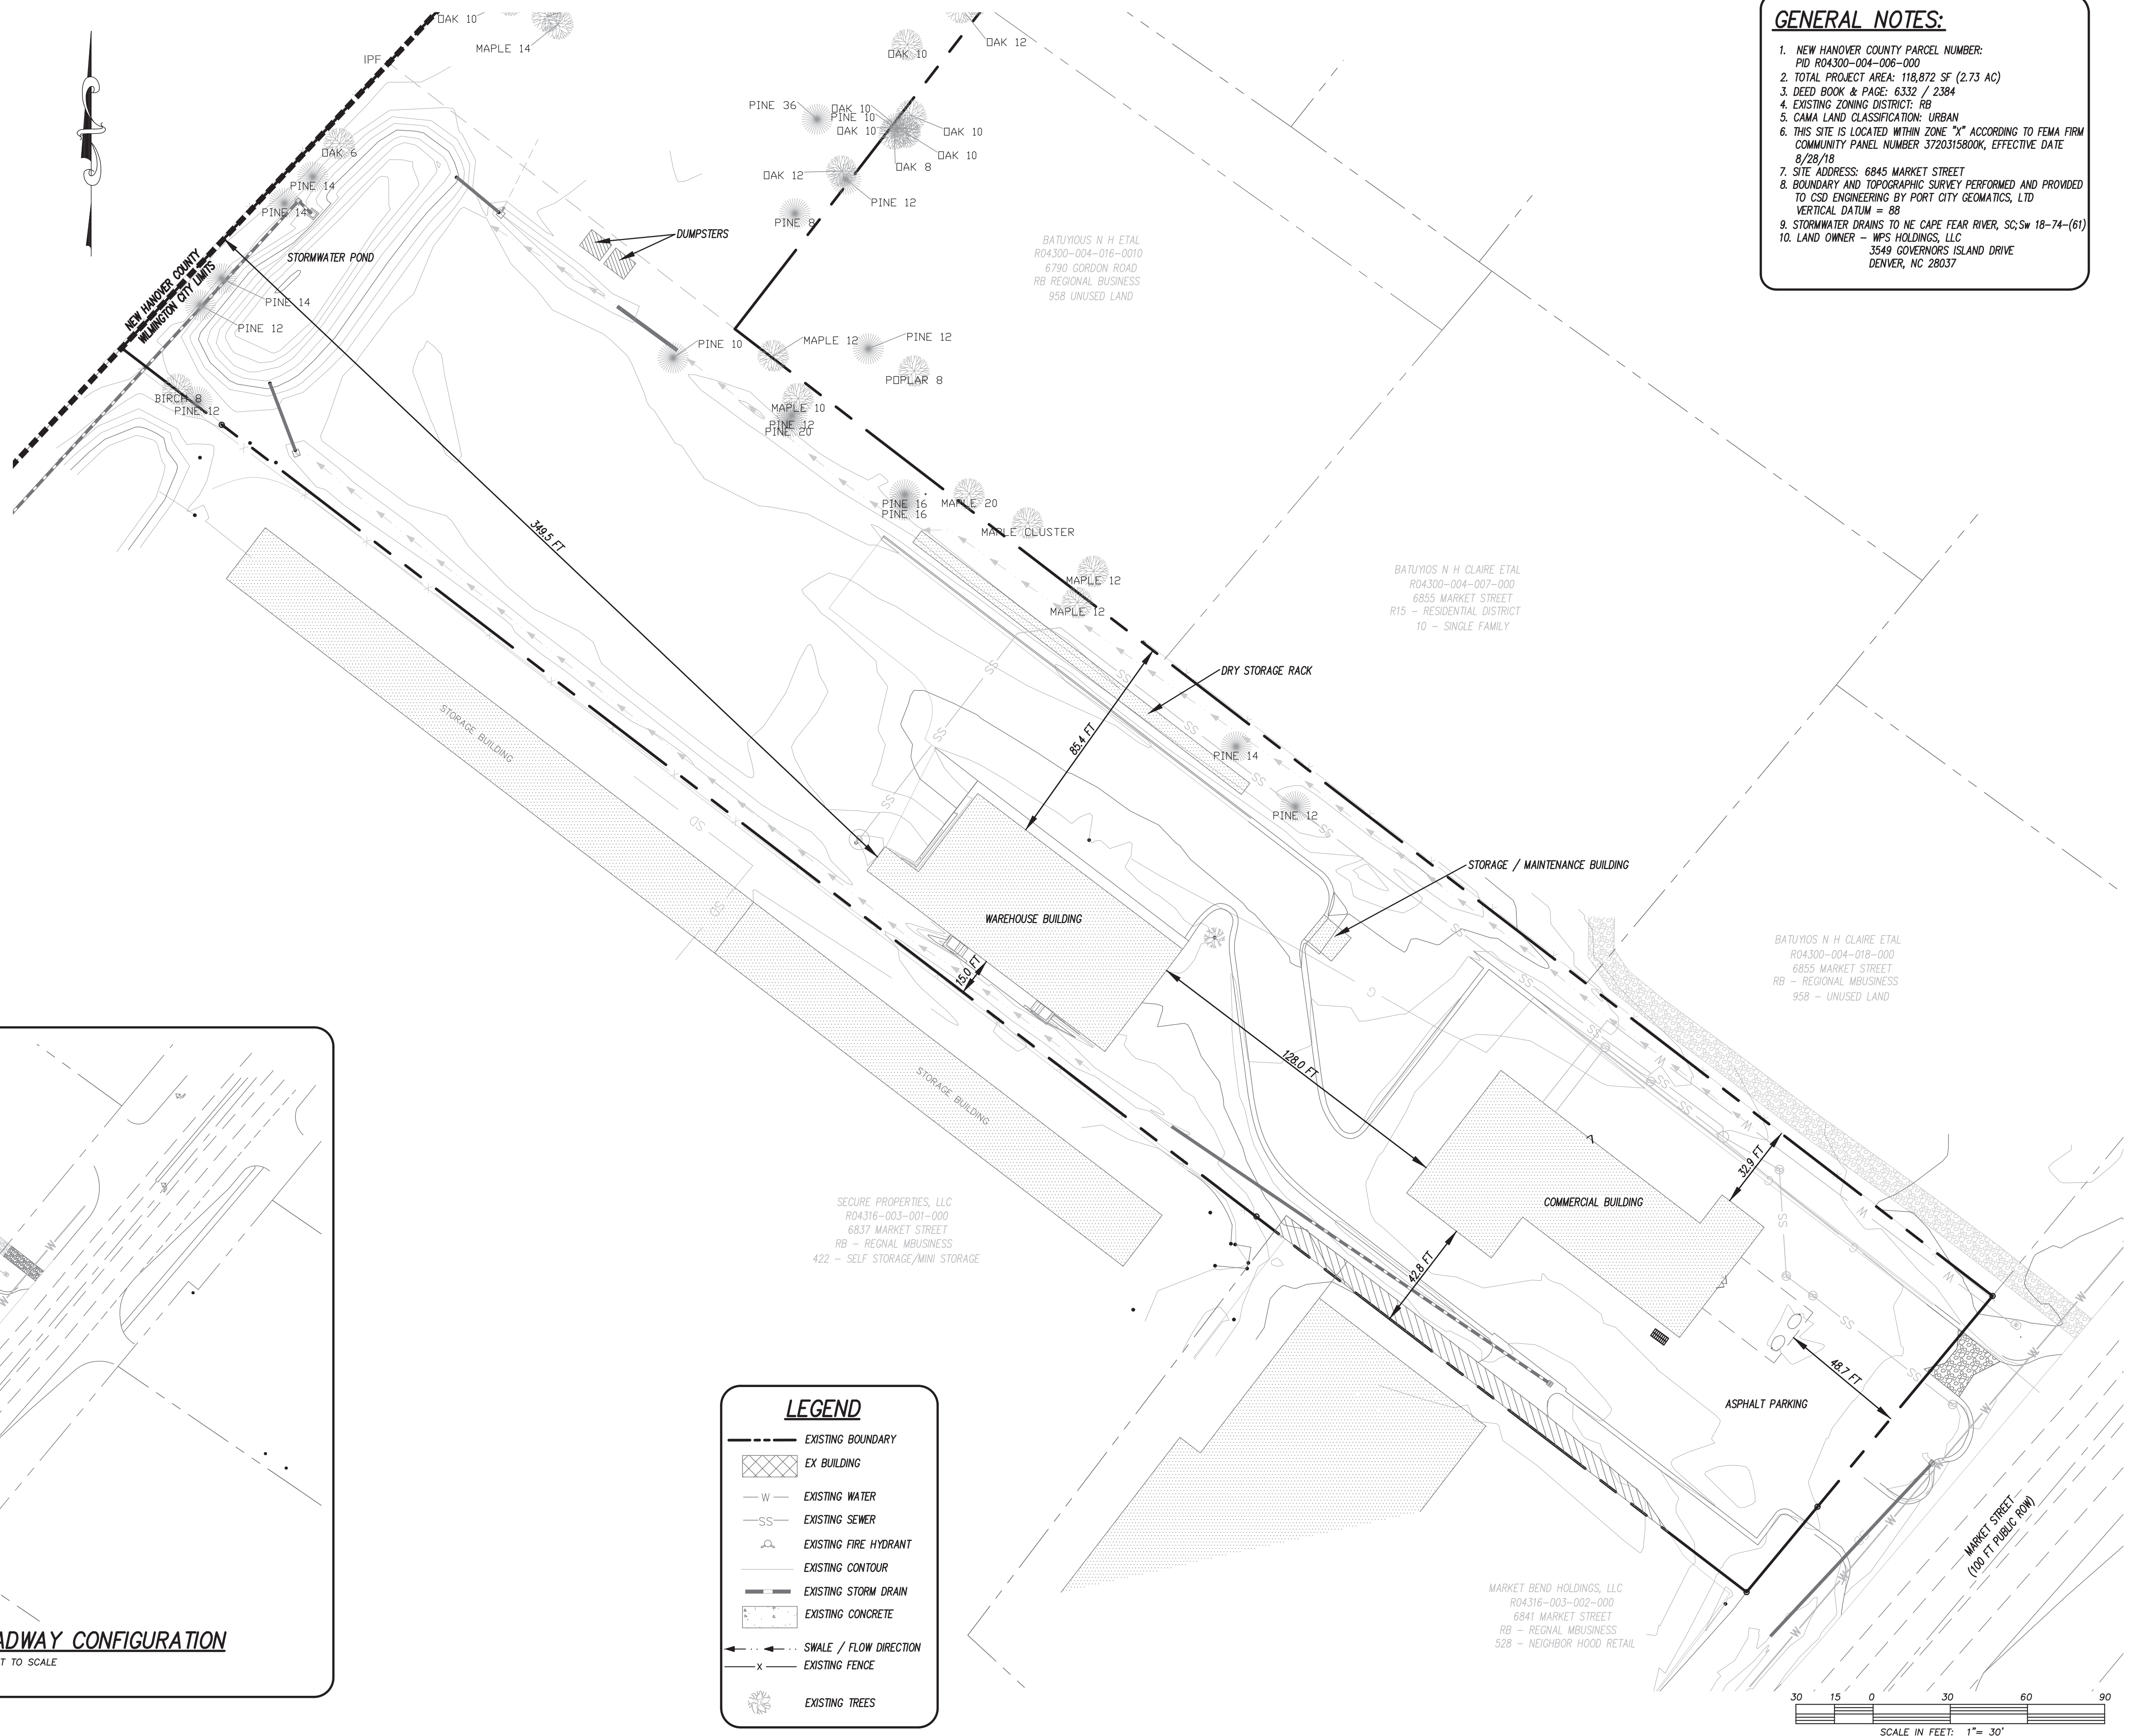 GENERAL NOTES:
1. NEW HANOVER COUNTY PARCEL NUMBER:
PID R04300-004-006-000
2. TOTAL PROJECT AREA: 118,872 SF (2.73 AC)
3. DEED BOOK & PAGE: 6332 / 2384
4. EXISTING ZONING DISTRICT: RB
5. CAMA LAND CLASSIFICATION: URBAN
6. THIS SITE IS LOCATED WITHIN ZONE "X" ACCORDING TO FEMA FIRM
COMMUNITY PANEL NUMBER 3720315800K, EFFECTIVE DATE
8/28/18
7. SITE ADDRESS: 6845 MARKET STREET
8. BOUNDARY AND TOPOGRAPHIC SURVEY PERFORMED AND PROVIDED
TO CSD ENGINEERING BY PORT CITY GEOMATICS, LTD
VERTICAL DATUM = 88
9. STORMWATER DRAINS TO NE CAPE FEAR RIVER, SC;Sw 18-74-(61)
10. LAND OWNER - WPS HOLDINGS, LLC
3549 GOVERNORS ISLAND DRIVE
DENVER, NC 28037
OAK 10
MAPLE 14
IPF
OAK 12
OAK 10
PINE 36
OAK 10
PINE 10
OAK 10
OAK 10
OAK 10
OAK 8
OAK 12
PINE 12
PINE 8
OAK 6
PINE 14
PINE 14
DUMPSTERS
STORMWATER POND
NEW HANOVER COUNTY
WILMINGTON CITY LIMITS
PINE 14
PINE 12
BIRCH 8
PINE 12
BATUYIOUS N H ETAL
R04300-004-016-0010
6790 GORDON ROAD
RB REGIONAL BUSINESS
958 UNUSED LAND
PINE 10
MAPLE 12
PINE 12
POPLAR 8
MAPLE 10
PINE 12
PINE 20
PINE 16
PINE 16
MAPLE 20
MAPLE CLUSTER
MAPLE 12
MAPLE 12
349.5 FT
BATUYIOS N H CLAIRE ETAL
R04300-004-007-000
6855 MARKET STREET
R15 - RESIDENTIAL DISTRICT
10 - SINGLE FAMILY
DRY STORAGE RACK
85.4 FT
PINE 14
PINE 12
SS
SS
SS
SS
SS
SS
SS
STORAGE BUILDING
SD
SD
WAREHOUSE BUILDING
STORAGE / MAINTENANCE BUILDING
15.0 FT
BATUYIOS N H CLAIRE ETAL
R04300-004-018-000
6855 MARKET STREET
RB - REGIONAL MBUSINESS
958 - UNUSED LAND
128.0 FT
STORAGE BUILDING
SS
SS
SS
SS
SS
G
G
G
W
W
W
W
COMMERCIAL BUILDING
32.9 FT
42.8 FT
48.7 FT
SS
SS
SS
ASPHALT PARKING
SECURE PROPERTIES, LLC
R04316-003-001-000
6837 MARKET STREET
RB - REGNAL MBUSINESS
422 - SELF STORAGE/MINI STORAGE
MARKET BEND HOLDINGS, LLC
R04316-003-002-000
6841 MARKET STREET
RB - REGNAL MBUSINESS
528 - NEIGHBOR HOOD RETAIL
MARKET STREET
(100 FT PUBLIC ROW)
W
W
W
W
W
W
W
LEGEND
EXISTING BOUNDARY
EX BUILDING
W EXISTING WATER
SS EXISTING SEWER
EXISTING FIRE HYDRANT
EXISTING CONTOUR
EXISTING STORM DRAIN
EXISTING CONCRETE
SWALE / FLOW DIRECTION
X EXISTING FENCE
EXISTING TREES
W
W
ADWAY CONFIGURATION
T TO SCALE
30 15 0 30 60 90
SCALE IN FEET: 1"= 30'